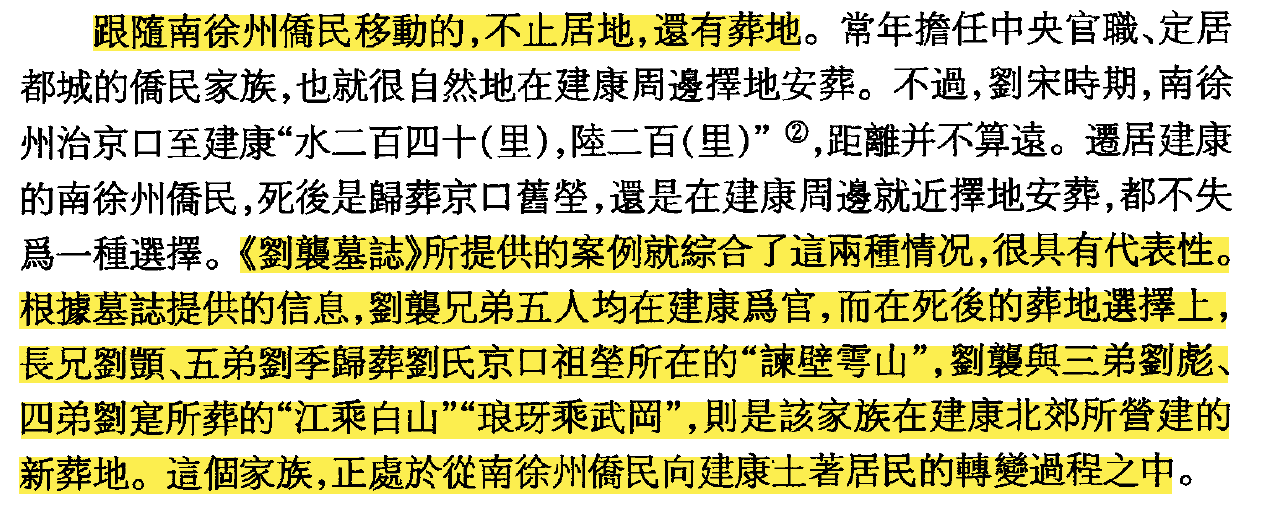 跟隨南徐州僑民移動的,不止居地,還有葬地。常年擔任中央官職、定居
都城的僑民家族,也就很自然地在建康周邊擇地安葬。不過,劉宋時期,南徐
州治京口至建康“水二百四十(里),陸二百(里)”②,距離并不算遠。遷居建康
的南徐州僑民,死後是歸葬京口舊塋,還是在建康周邊就近擇地安葬,都不失
爲一種選擇。《劉襲墓誌》所提供的案例就綜合了這兩種情况,很具有代表性。
根據墓誌提供的信息,劉襲兄弟五人均在建康爲官,而在死後的葬地選擇上,
長兄劉顗、五弟劉季歸葬劉氏京口祖塋所在的“諫壁雩山”,劉襲與三弟劉彪、
四弟劉寔所葬的“江乘白山”“琅玡乘武岡”,則是該家族在建康北郊所營建的
新葬地。這個家族,正處於從南徐州僑民向建康土著居民的轉變過程之中。